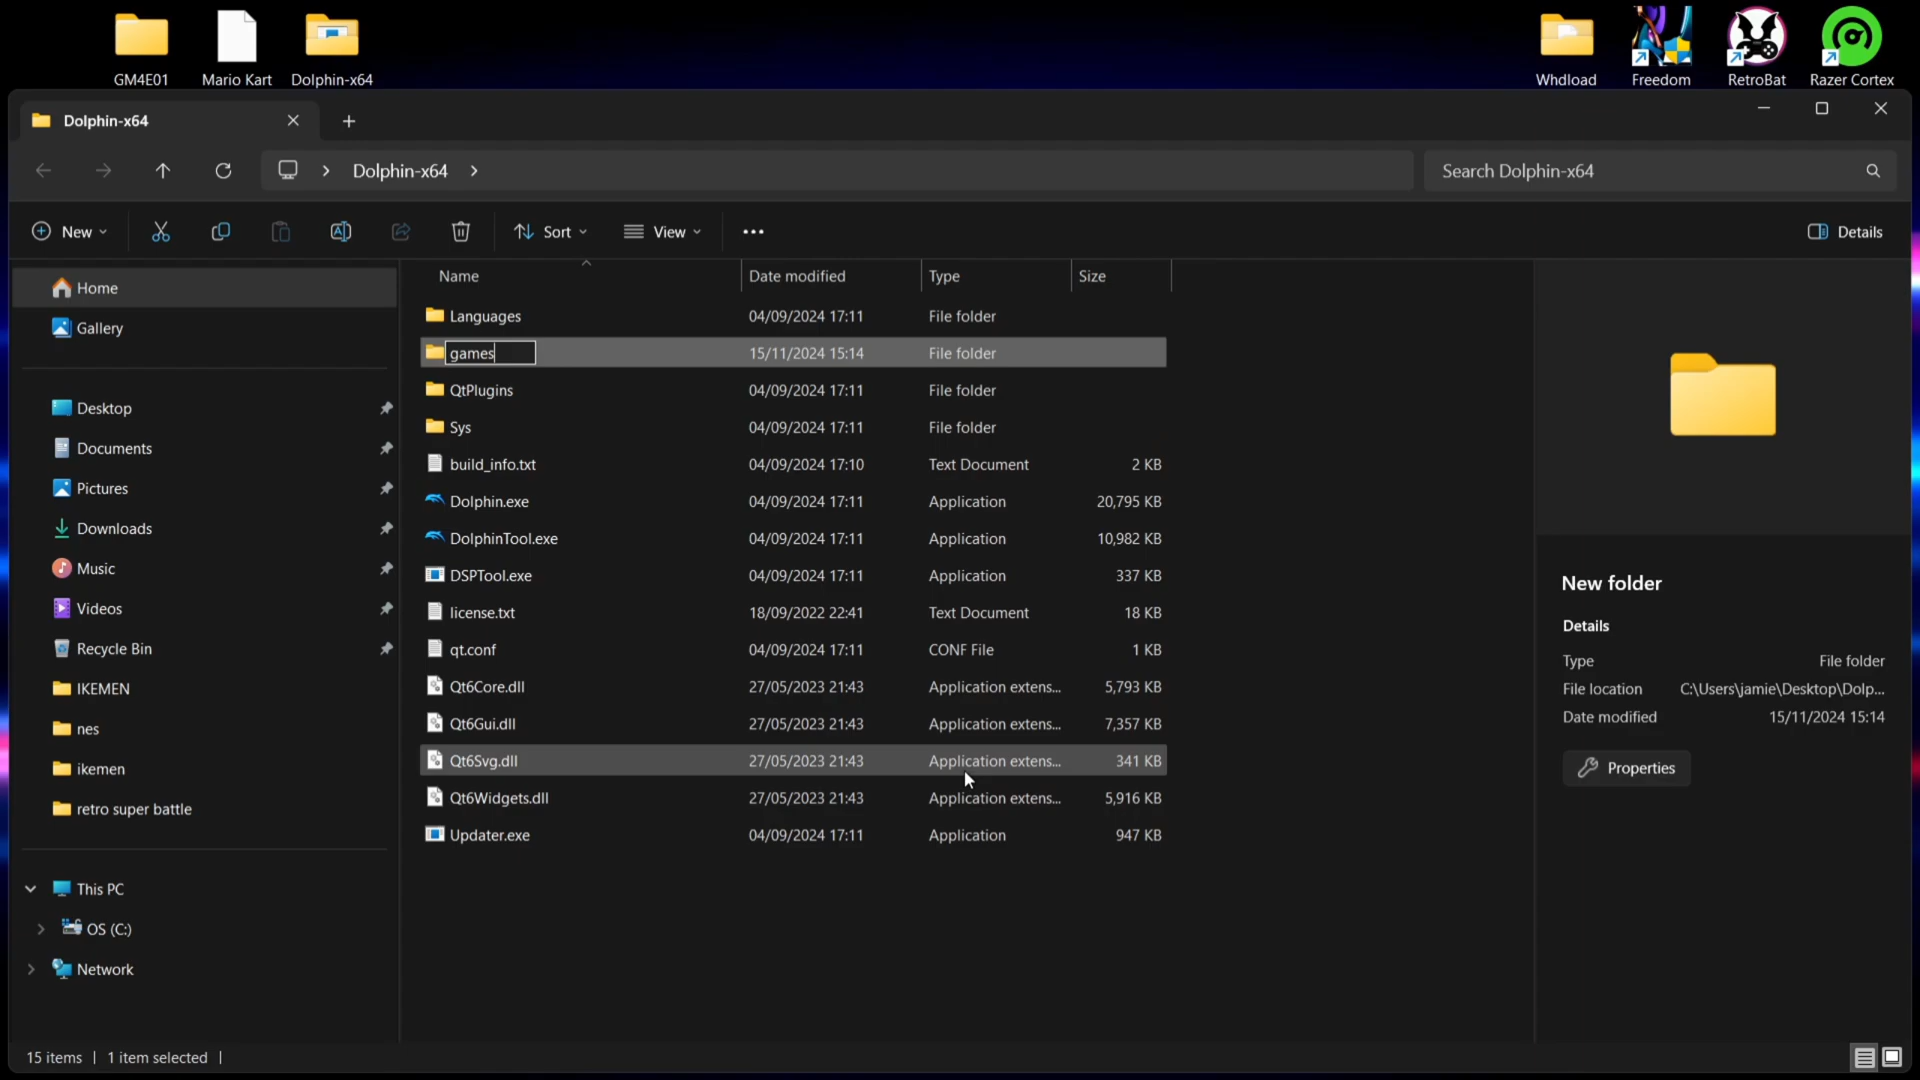 GM4E01
Mario Kart
Dolphin-x64
Whdload
Freedom
RetroBat
Razer Cortex
Dolphin-x64
Dolphin-x64
Search Dolphin-x64
New
Sort
View
Details
Home
Gallery
Desktop
Documents
Pictures
Downloads
Music
Videos
Recycle Bin
IKEMEN
nes
ikemen
retro super battle
This PC
OS (C:)
Network
Name Date modified Type Size
Languages 04/09/2024 17:11 File folder
games 15/11/2024 15:14 File folder
QtPlugins 04/09/2024 17:11 File folder
Sys 04/09/2024 17:11 File folder
build_info.txt 04/09/2024 17:10 Text Document 2 KB
Dolphin.exe 04/09/2024 17:11 Application 20,795 KB
DolphinTool.exe 04/09/2024 17:11 Application 10,982 KB
DSPTool.exe 04/09/2024 17:11 Application 337 KB
license.txt 18/09/2022 22:41 Text Document 18 KB
qt.conf 04/09/2024 17:11 CONF File 1 KB
Qt6Core.dll 27/05/2023 21:43 Application extens... 5,793 KB
Qt6Gui.dll 27/05/2023 21:43 Application extens... 7,357 KB
Qt6Svg.dll 27/05/2023 21:43 Application extens... 341 KB
Qt6Widgets.dll 27/05/2023 21:43 Application extens... 5,916 KB
Updater.exe 04/09/2024 17:11 Application 947 KB
New folder
Details
Type File folder
File location C:\Users\jamie\Desktop\Dolp...
Date modified 15/11/2024 15:14
Properties
15 items | 1 item selected |